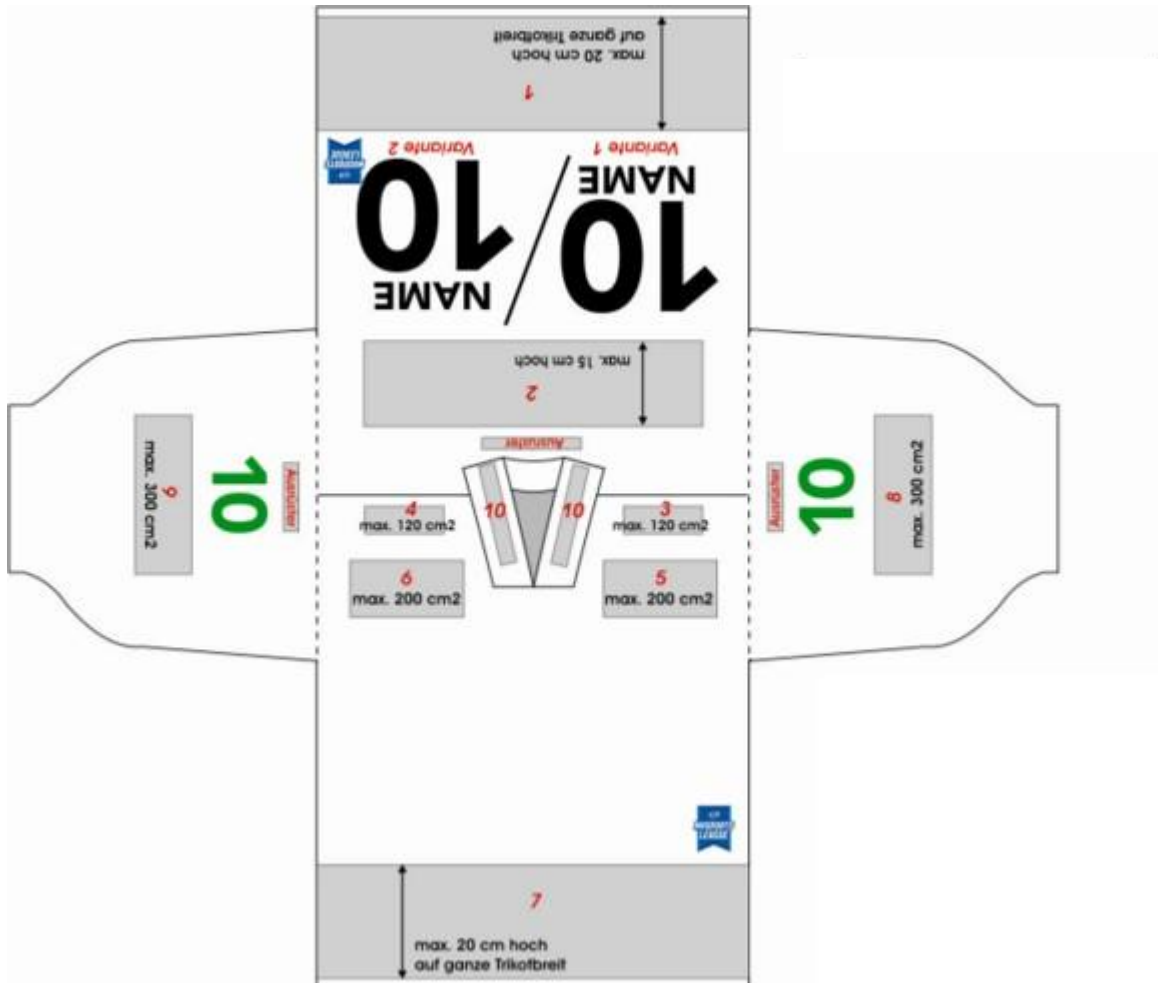 max. 20 cm hoch
auf ganze Trikotbreit
1
Variante 2
10
NAME
Variante 1
NAME
10
max. 15 cm hoch
2
Ausrüster
9
max. 300 cm2
10
Ausrüster
4
max. 120 cm2
6
max. 200 cm2
10
10
3
max. 120 cm2
5
max. 200 cm2
Ausrüster
10
8
max. 300 cm2
LEAGUE
LEAGUE
7
max. 20 cm hoch
auf ganze Trikotbreit